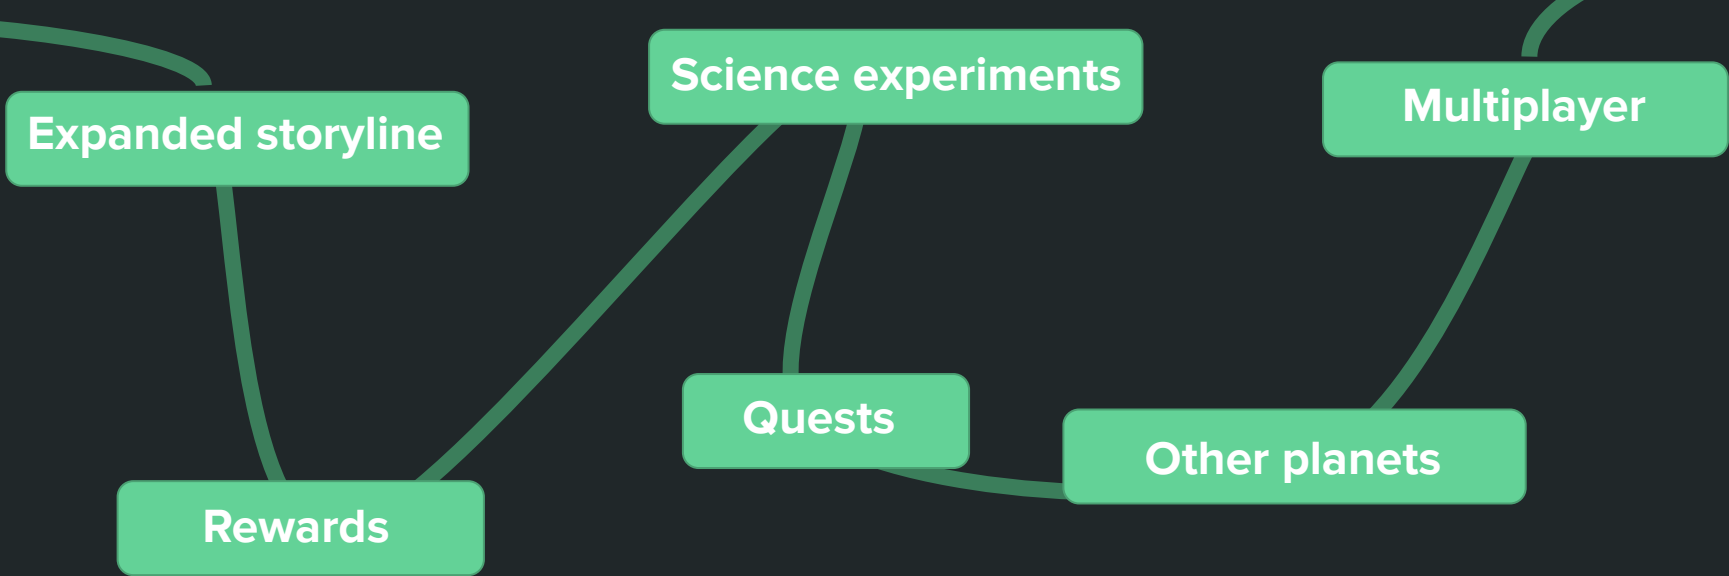 Science experiments
Multiplayer
Expanded storyline
Quests
Other planets
Rewards